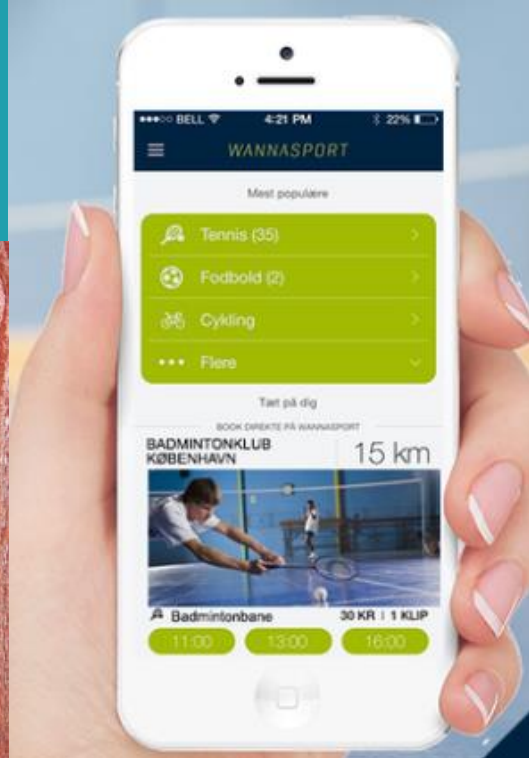 BELL 4:21 PM 22%
WANNASPORT
Mest populære
Tennis (35)
Fodbold (2)
Cykling
Flere
Tæt på dig
BOOK DIREKTE PÅ WANNASPORT
BADMINTONKLUB
KØBENHAVN
15 km
Badmintonbane
30 KR | 1 KLIP
11:00 13:00 16:00